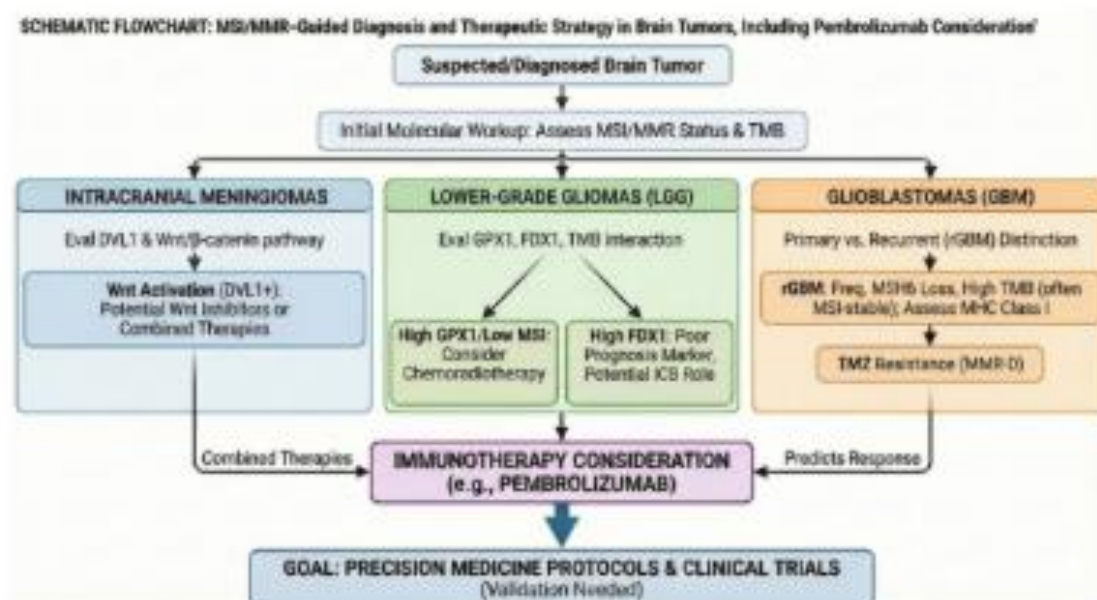 SCHEMATIC FLOWCHART: MSI/MMR-Guided Diagnosis and Therapeutic Strategy in Brain Tumors, Including Pembrolizumab Consideration'
Suspected/Diagnosed Brain Tumor
Initial Molecular Workup: Assess MSI/MMR Status & TMB
INTRACRANIAL MENINGIOMAS
Eval DVL1 & Wnt/β-catenin pathway
Wnt Activation (DVL1+):
Potential Wnt Inhibitors or
Combined Therapies
LOWER-GRADE GLIOMAS (LGG)
Eval GPX1, FDX1, TMB interaction
High GPX1/Low MSI:
Consider
Chemoradiotherapy
High FDX1: Poor
Prognosis Marker,
Potential ICB Role
GLIOBLASTOMAS (GBM)
Primary vs. Recurrent (rGBM) Distinction
rGBM: Freq. MSH6 Loss, High TMB (often
MSI-stable); Assess MHC Class I
TMZ Resistance (MMR-D)
Combined Therapies
IMMUNOTHERAPY CONSIDERATION
(e.g., PEMBROLIZUMAB)
Predicts Response
GOAL: PRECISION MEDICINE PROTOCOLS & CLINICAL TRIALS
(Validation Needed)